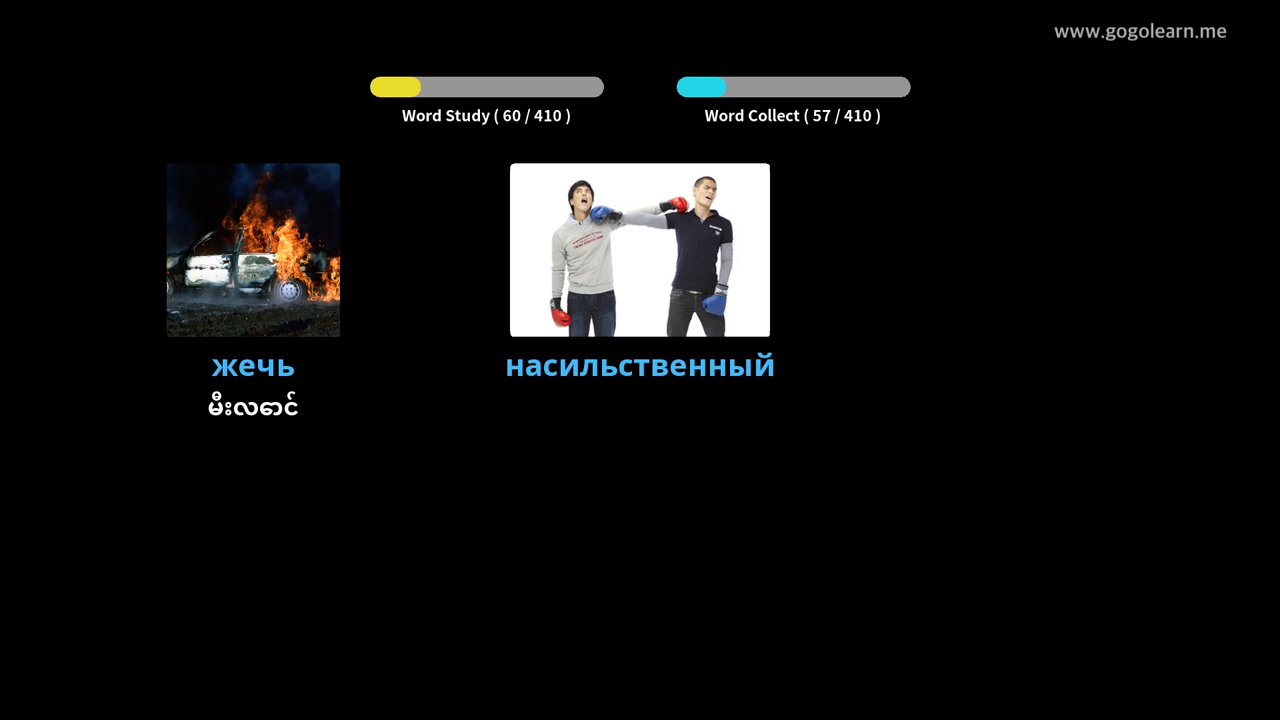 www.gogolearn.me
Word Study ( 60 / 410 )
Word Collect ( 57 / 410 )
жечь
насильственный
မီးလောင်